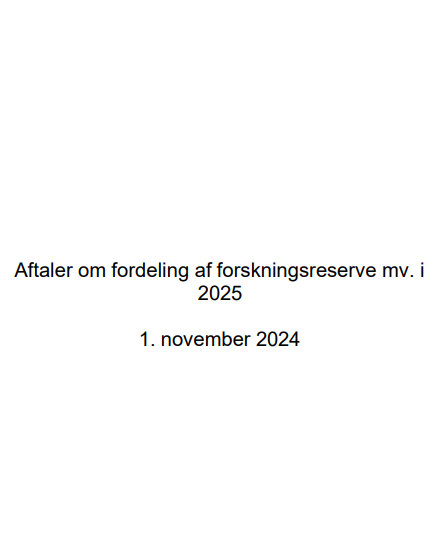 Aftaler om fordeling af forskningsreserve mv. i
2025
1. november 2024